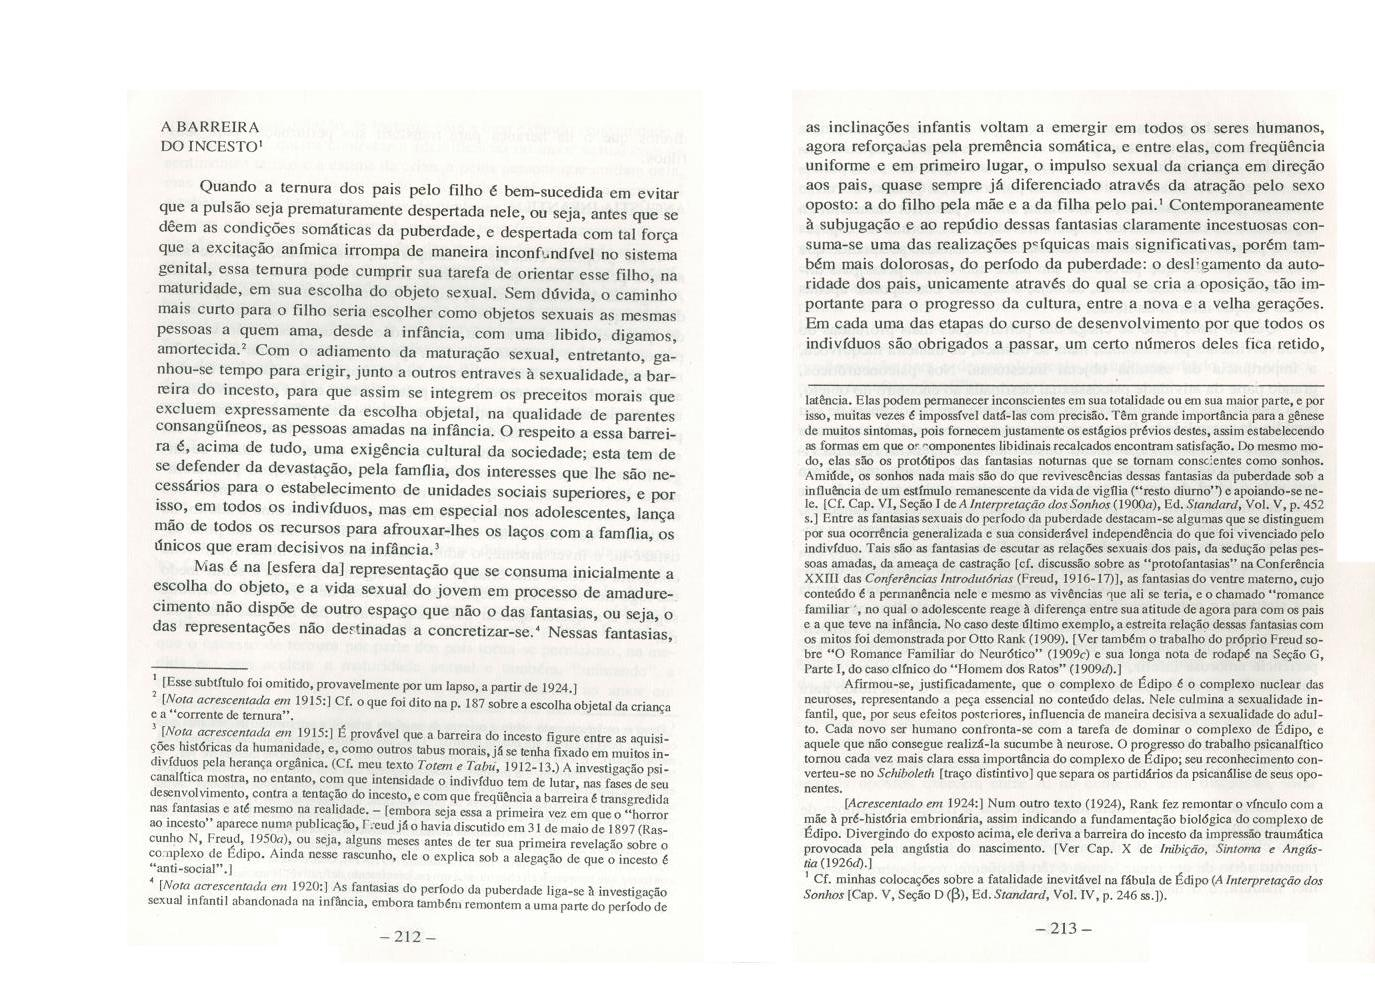 A BARREIRA
DO INCESTO¹
Quando a ternura dos pais pelo filho é bem-sucedida em evitar
que a pulsão seja prematuramente despertada nele, ou seja, antes que se
dêem as condições somáticas da puberdade, e despertada com tal força
que a excitação anímica irrompa de maneira inconfundível no sistema
genital, essa ternura pode cumprir sua tarefa de orientar esse filho, na
maturidade, em sua escolha do objeto sexual. Sem dúvida, o caminho
mais curto para o filho seria escolher como objetos sexuais as mesmas
pessoas a quem ama, desde a infância, com uma libido, digamos,
amortecida.² Com o adiamento da maturação sexual, entretanto, ga-
nhou-se tempo para erigir, junto a outros entraves à sexualidade, a bar-
reira do incesto, para que assim se integrem os preceitos morais que
excluem expressamente da escolha objetal, na qualidade de parentes
consangüíneos, as pessoas amadas na infância. O respeito a essa barrei-
ra é, acima de tudo, uma exigência cultural da sociedade; esta tem de
se defender da devastação, pela família, dos interesses que lhe são ne-
cessários para o estabelecimento de unidades sociais superiores, e por
isso, em todos os indivíduos, mas em especial nos adolescentes, lança
mão de todos os recursos para afrouxar-lhes os laços com a família, os
únicos que eram decisivos na infância.³
Mas é na [esfera da] representação que se consuma inicialmente a
escolha do objeto, e a vida sexual do jovem em processo de amadure-
cimento não dispõe de outro espaço que não o das fantasias, ou seja, o
das representações não destinadas a concretizar-se.⁴ Nessas fantasias,
¹ [Esse subtítulo foi omitido, provavelmente por um lapso, a partir de 1924.]
² [Nota acrescentada em 1915:] Cf. o que foi dito na p. 187 sobre a escolha objetal da criança
e a “corrente de ternura”.
³ [Nota acrescentada em 1915:] É provável que a barreira do incesto figure entre as aquisi-
ções históricas da humanidade, e, como outros tabus morais, já se tenha fixado em muitos in-
divíduos pela herança orgânica. (Cf. meu texto Totem e Tabu, 1912-13.) A investigação psi-
canalítica mostra, no entanto, com que intensidade o indivíduo tem de lutar, nas fases de seu
desenvolvimento, contra a tentação do incesto, e com que freqüência a barreira é transgredida
nas fantasias e até mesmo na realidade. – [embora seja essa a primeira vez em que o “horror
ao incesto” aparece numa publicação, Freud já o havia discutido em 31 de maio de 1897 (Ras-
cunho N, Freud, 1950a), ou seja, alguns meses antes de ter sua primeira revelação sobre o
complexo de Édipo. Ainda nesse rascunho, ele o explica sob a alegação de que o incesto é
“anti-social”.]
⁴ [Nota acrescentada em 1920:] As fantasias do período da puberdade liga-se à investigação
sexual infantil abandonada na infância, embora também remontem a uma parte do período de
– 212 –
as inclinações infantis voltam a emergir em todos os seres humanos,
agora reforçadas pela premência somática, e entre elas, com freqüência
uniforme e em primeiro lugar, o impulso sexual da criança em direção
aos pais, quase sempre já diferenciado através da atração pelo sexo
oposto: a do filho pela mãe e a da filha pelo pai.¹ Contemporaneamente
à subjugação e ao repúdio dessas fantasias claramente incestuosas con-
suma-se uma das realizações psíquicas mais significativas, porém tam-
bém mais dolorosas, do período da puberdade: o desligamento da auto-
ridade dos pais, unicamente através do qual se cria a oposição, tão im-
portante para o progresso da cultura, entre a nova e a velha gerações.
Em cada uma das etapas do curso de desenvolvimento por que todos os
indivíduos são obrigados a passar, um certo números deles fica retido,
latência. Elas podem permanecer inconscientes em sua totalidade ou em sua maior parte, e por
isso, muitas vezes é impossível datá-las com precisão. Têm grande importância para a gênese
de muitos sintomas, pois fornecem justamente os estágios prévios destes, assim estabelecendo
as formas em que os componentes libidinais recalcados encontram satisfação. Do mesmo mo-
do, elas são os protótipos das fantasias noturnas que se tornam conscientes como sonhos.
Amiúde, os sonhos nada mais são do que revivescências dessas fantasias da puberdade sob a
influência de um estímulo remanescente da vida de vigília (“resto diurno”) e apoiando-se ne-
le. [Cf. Cap. VI, Seção I de A Interpretação dos Sonhos (1900a), Ed. Standard, Vol. V, p. 452
s.] Entre as fantasias sexuais do período da puberdade destacam-se algumas que se distinguem
por sua ocorrência generalizada e sua considerável independência do que foi vivenciado pelo
indivíduo. Tais são as fantasias de escutar as relações sexuais dos pais, da sedução pelas pes-
soas amadas, da ameaça de castração [cf. discussão sobre as “protofantasias” na Conferência
XXIII das Conferências Introdutórias (Freud, 1916-17)], as fantasias do ventre materno, cujo
conteúdo é a permanência nele e mesmo as vivências que ali se teria, e o chamado “romance
familiar”, no qual o adolescente reage à diferença entre sua atitude de agora para com os pais
e a que teve na infância. No caso deste último exemplo, a estreita relação dessas fantasias com
os mitos foi demonstrada por Otto Rank (1909). [Ver também o trabalho do próprio Freud so-
bre “O Romance Familiar do Neurótico” (1909c) e sua longa nota de rodapé na Seção G,
Parte I, do caso clínico do “Homem dos Ratos” (1909d).]
Afirmou-se, justificadamente, que o complexo de Édipo é o complexo nuclear das
neuroses, representando a peça essencial no conteúdo delas. Nele culmina a sexualidade in-
fantil, que, por seus efeitos posteriores, influencia de maneira decisiva a sexualidade do adul-
to. Cada novo ser humano confronta-se com a tarefa de dominar o complexo de Édipo, e
aquele que não consegue realizá-la sucumbe à neurose. O progresso do trabalho psicanalítico
tornou cada vez mais clara essa importância do complexo de Édipo; seu reconhecimento con-
verteu-se no Schiboleth [traço distintivo] que separa os partidários da psicanálise de seus opo-
nentes.
[Acrescentado em 1924:] Num outro texto (1924), Rank fez remontar o vínculo com a
mãe à pré-história embrionária, assim indicando a fundamentação biológica do complexo de
Édipo. Divergindo do exposto acima, ele deriva a barreira do incesto da impressão traumática
provocada pela angústia do nascimento. [Ver Cap. X de Inibição, Sintoma e Angús-
tia (1926d).]
¹ Cf. minhas colocações sobre a fatalidade inevitável na fábula de Édipo (A Interpretação dos
Sonhos [Cap. V, Seção D (β), Ed. Standard, Vol. IV, p. 246 ss.]).
– 213 –